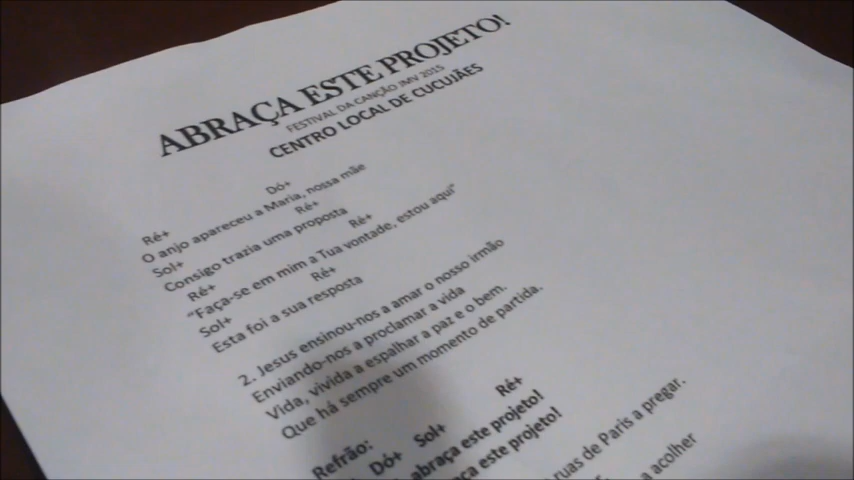 ABRAÇA ESTE PROJETO!
FESTIVAL DA CANÇÃO JMV 2015
CENTRO LOCAL DE CUCUJÃES
Ré+ Dó+
O anjo apareceu a Maria, nossa mãe
Sol+ Ré+
Consigo trazia uma proposta
Ré+ Ré+
"Faça-se em mim a Tua vontade, estou aqui"
Sol+ Ré+
Esta foi a sua resposta
2. Jesus ensinou-nos a amar o nosso irmão
Enviando-nos a proclamar a vida
Vida, vivida a espalhar a paz e o bem.
Que há sempre um momento de partida.
Refrão:
Dó+ Sol+ Ré+
abraça este projeto!
este projeto!
ruas de Paris a pregar.
a acolher